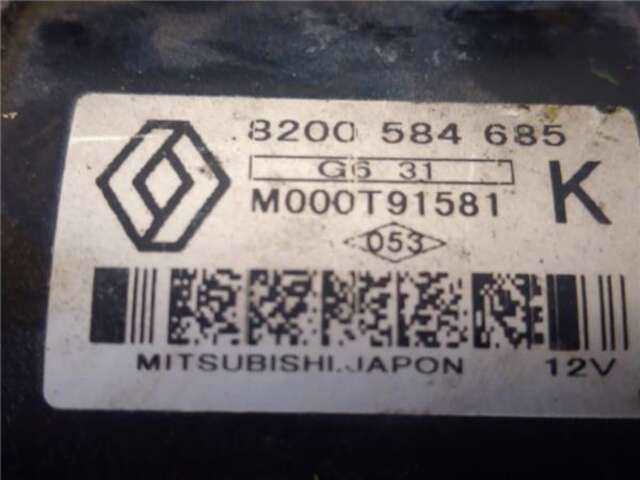 8200 584 685
G6 31
M000T91581 K
053
MITSUBISHI.JAPON 12V